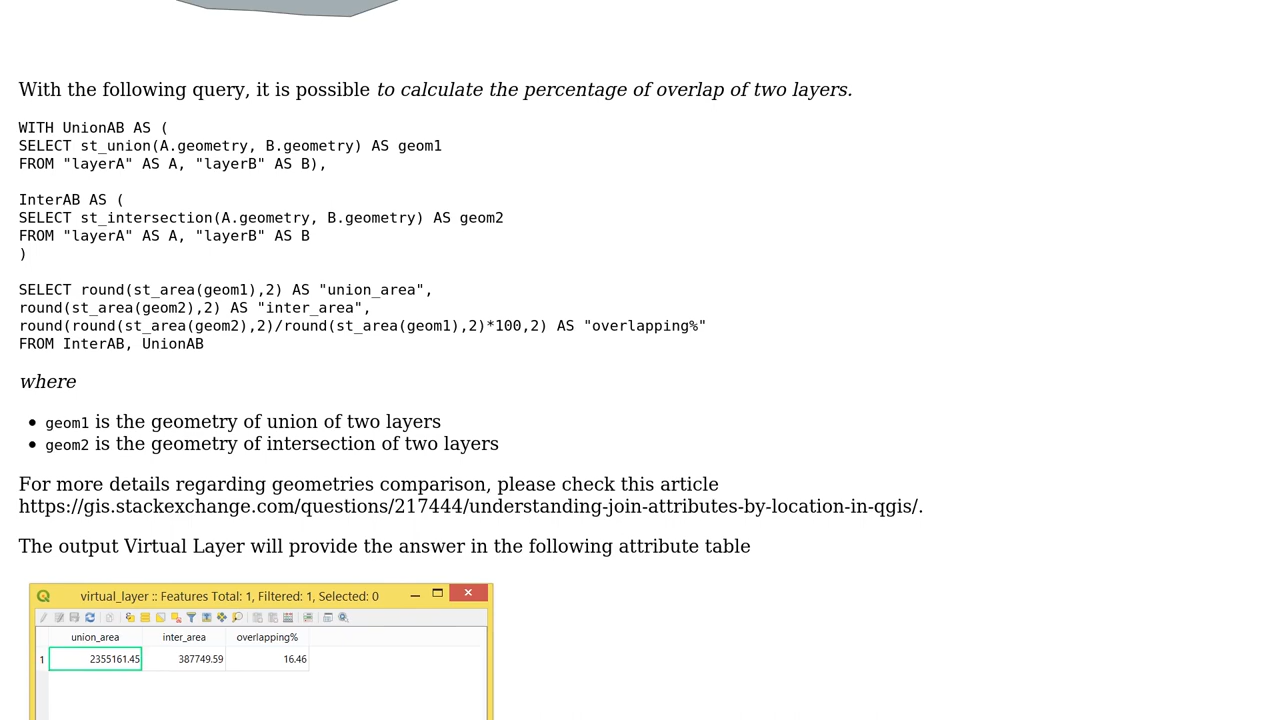 With the following query, it is possible to calculate the percentage of overlap of two layers.
WITH UnionAB AS (
SELECT st_union(A.geometry, B.geometry) AS geom1
FROM "layerA" AS A, "layerB" AS B),
InterAB AS (
SELECT st_intersection(A.geometry, B.geometry) AS geom2
FROM "layerA" AS A, "layerB" AS B
)
SELECT round(st_area(geom1),2) AS "union_area",
round(st_area(geom2),2) AS "inter_area",
round(round(st_area(geom2),2)/round(st_area(geom1),2)*100,2) AS "overlapping%"
FROM InterAB, UnionAB
where
• geom1 is the geometry of union of two layers
• geom2 is the geometry of intersection of two layers
For more details regarding geometries comparison, please check this article
https://gis.stackexchange.com/questions/217444/understanding-join-attributes-by-location-in-qgis/.
The output Virtual Layer will provide the answer in the following attribute table
virtual_layer :: Features Total: 1, Filtered: 1, Selected: 0
union_area inter_area overlapping%
1 2355161.45 387749.59 16.46